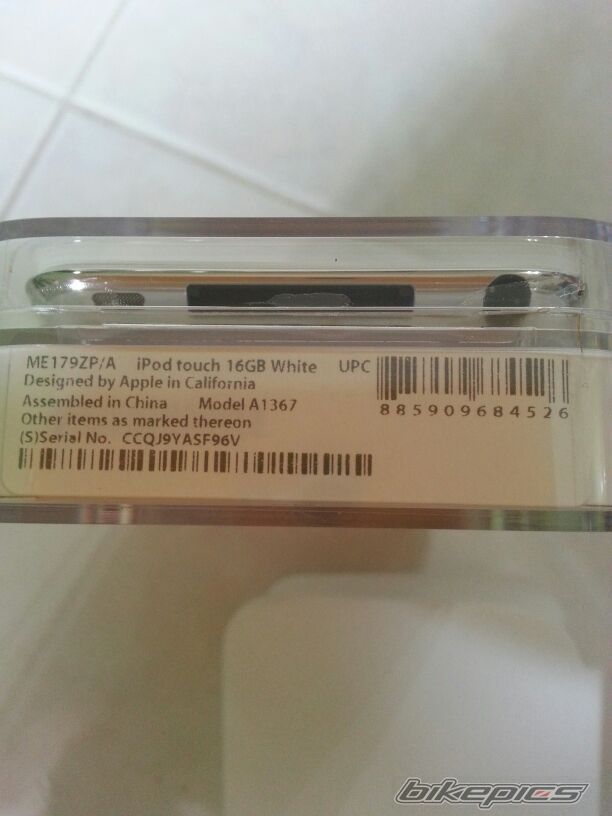 ME179ZP/A iPod touch 16GB White UPC
Designed by Apple in California
Assembled in China Model A1367
Other items as marked thereon
(S)Serial No. CCQJ9YASF96V
885909684526
bikepics